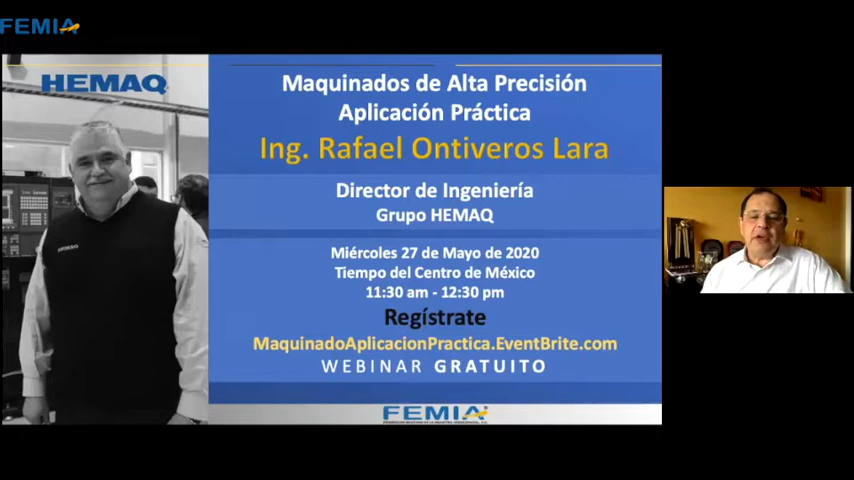 FEMIA
HEMAQ
Maquinados de Alta Precisión
Aplicación Práctica
Ing. Rafael Ontiveros Lara
Director de Ingeniería
Grupo HEMAQ
Miércoles 27 de Mayo de 2020
Tiempo del Centro de México
11:30 am - 12:30 pm
Regístrate
MaquinadoAplicacionPractica.EventBrite.com
WEBINAR GRATUITO
FEMIA